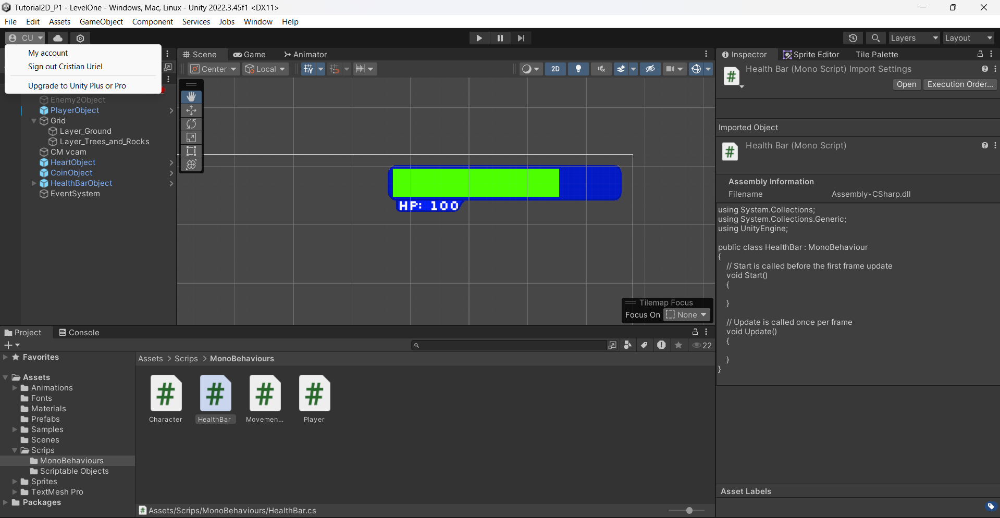 Tutorial2D_P1 - LevelOne - Windows, Mac, Linux - Unity 2022.3.45f1 <DX11>
File Edit Assets GameObject Component Services Jobs Window Help
CU
Layers Layout
My account
Sign out Cristian Uriel
Upgrade to Unity Plus or Pro
Enemy2Object
PlayerObject
Grid
Layer_Ground
Layer_Trees_and_Rocks
CM vcam
HeartObject
CoinObject
HealthBarObject
EventSystem
Scene Game Animator
Center Local 2D
HP: 100
Tilemap Focus
Focus On None
Inspector Sprite Editor Tile Palette
Health Bar (Mono Script) Import Settings
Open Execution Order...
Imported Object
Health Bar (Mono Script)
Assembly Information
Filename Assembly-CSharp.dll
using System.Collections;
using System.Collections.Generic;
using UnityEngine;
public class HealthBar : MonoBehaviour
{
// Start is called before the first frame update
void Start()
{
}
// Update is called once per frame
void Update()
{
}
}
Asset Labels
Project Console
22
Favorites
Assets
Animations
Fonts
Materials
Prefabs
Samples
Scenes
Scrips
MonoBehaviours
Scriptable Objects
Sprites
TextMesh Pro
Packages
Assets > Scrips > MonoBehaviours
Character HealthBar Movemen... Player
Assets/Scrips/MonoBehaviours/HealthBar.cs